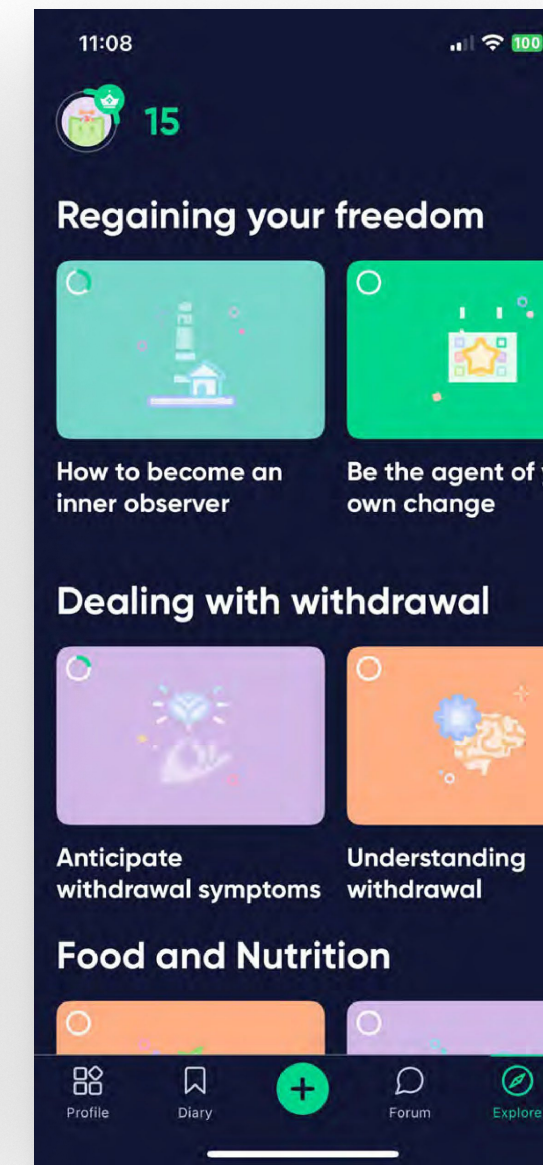 11:08
100
15
Regaining your freedom
How to become an
inner observer
Be the agent of
own change
Dealing with withdrawal
Anticipate
withdrawal symptoms
Understanding
withdrawal
Food and Nutrition
Profile
Diary
Forum
Explore